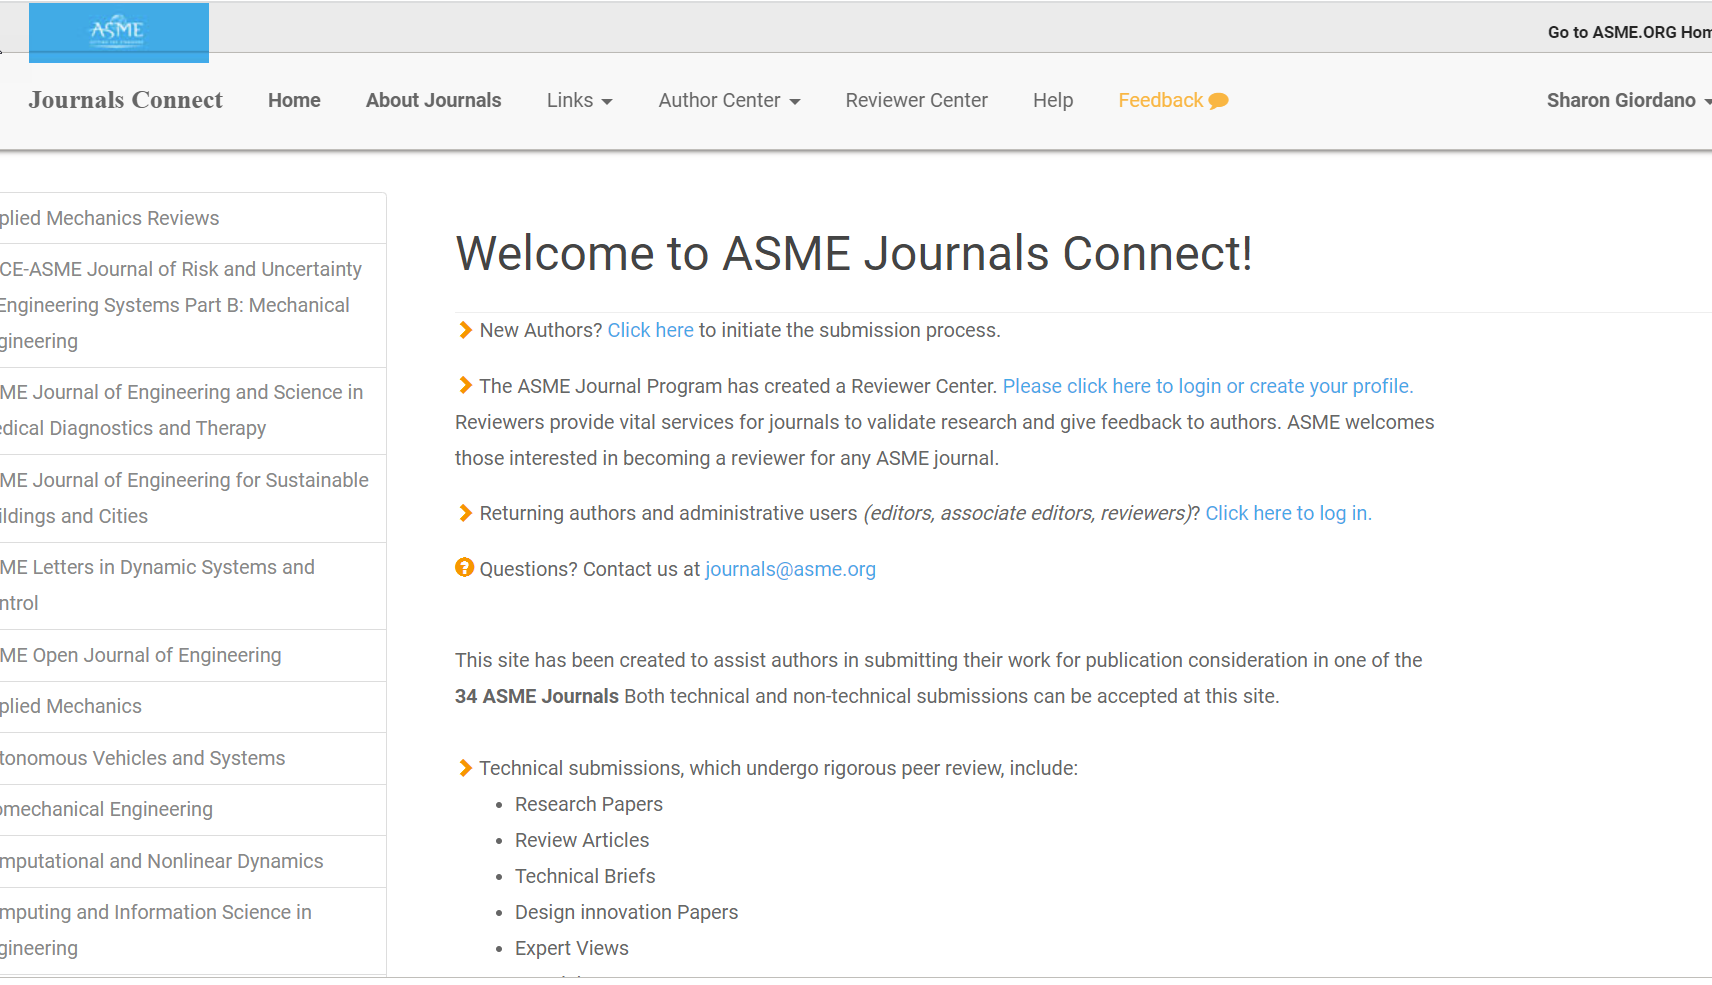 ASME
Go to ASME.ORG Hom
Journals Connect Home About Journals Links Author Center Reviewer Center Help Feedback Sharon Giordano
plied Mechanics Reviews
CE-ASME Journal of Risk and Uncertainty
Engineering Systems Part B: Mechanical
gineering
ME Journal of Engineering and Science in
edical Diagnostics and Therapy
ME Journal of Engineering for Sustainable
ildings and Cities
ME Letters in Dynamic Systems and
ntrol
ME Open Journal of Engineering
plied Mechanics
tonomous Vehicles and Systems
omechanical Engineering
mputational and Nonlinear Dynamics
mputing and Information Science in
gineering
Welcome to ASME Journals Connect!
New Authors? Click here to initiate the submission process.
The ASME Journal Program has created a Reviewer Center. Please click here to login or create your profile.
Reviewers provide vital services for journals to validate research and give feedback to authors. ASME welcomes
those interested in becoming a reviewer for any ASME journal.
Returning authors and administrative users (editors, associate editors, reviewers)? Click here to log in.
Questions? Contact us at journals@asme.org
This site has been created to assist authors in submitting their work for publication consideration in one of the
34 ASME Journals Both technical and non-technical submissions can be accepted at this site.
Technical submissions, which undergo rigorous peer review, include:
• Research Papers
• Review Articles
• Technical Briefs
• Design innovation Papers
• Expert Views